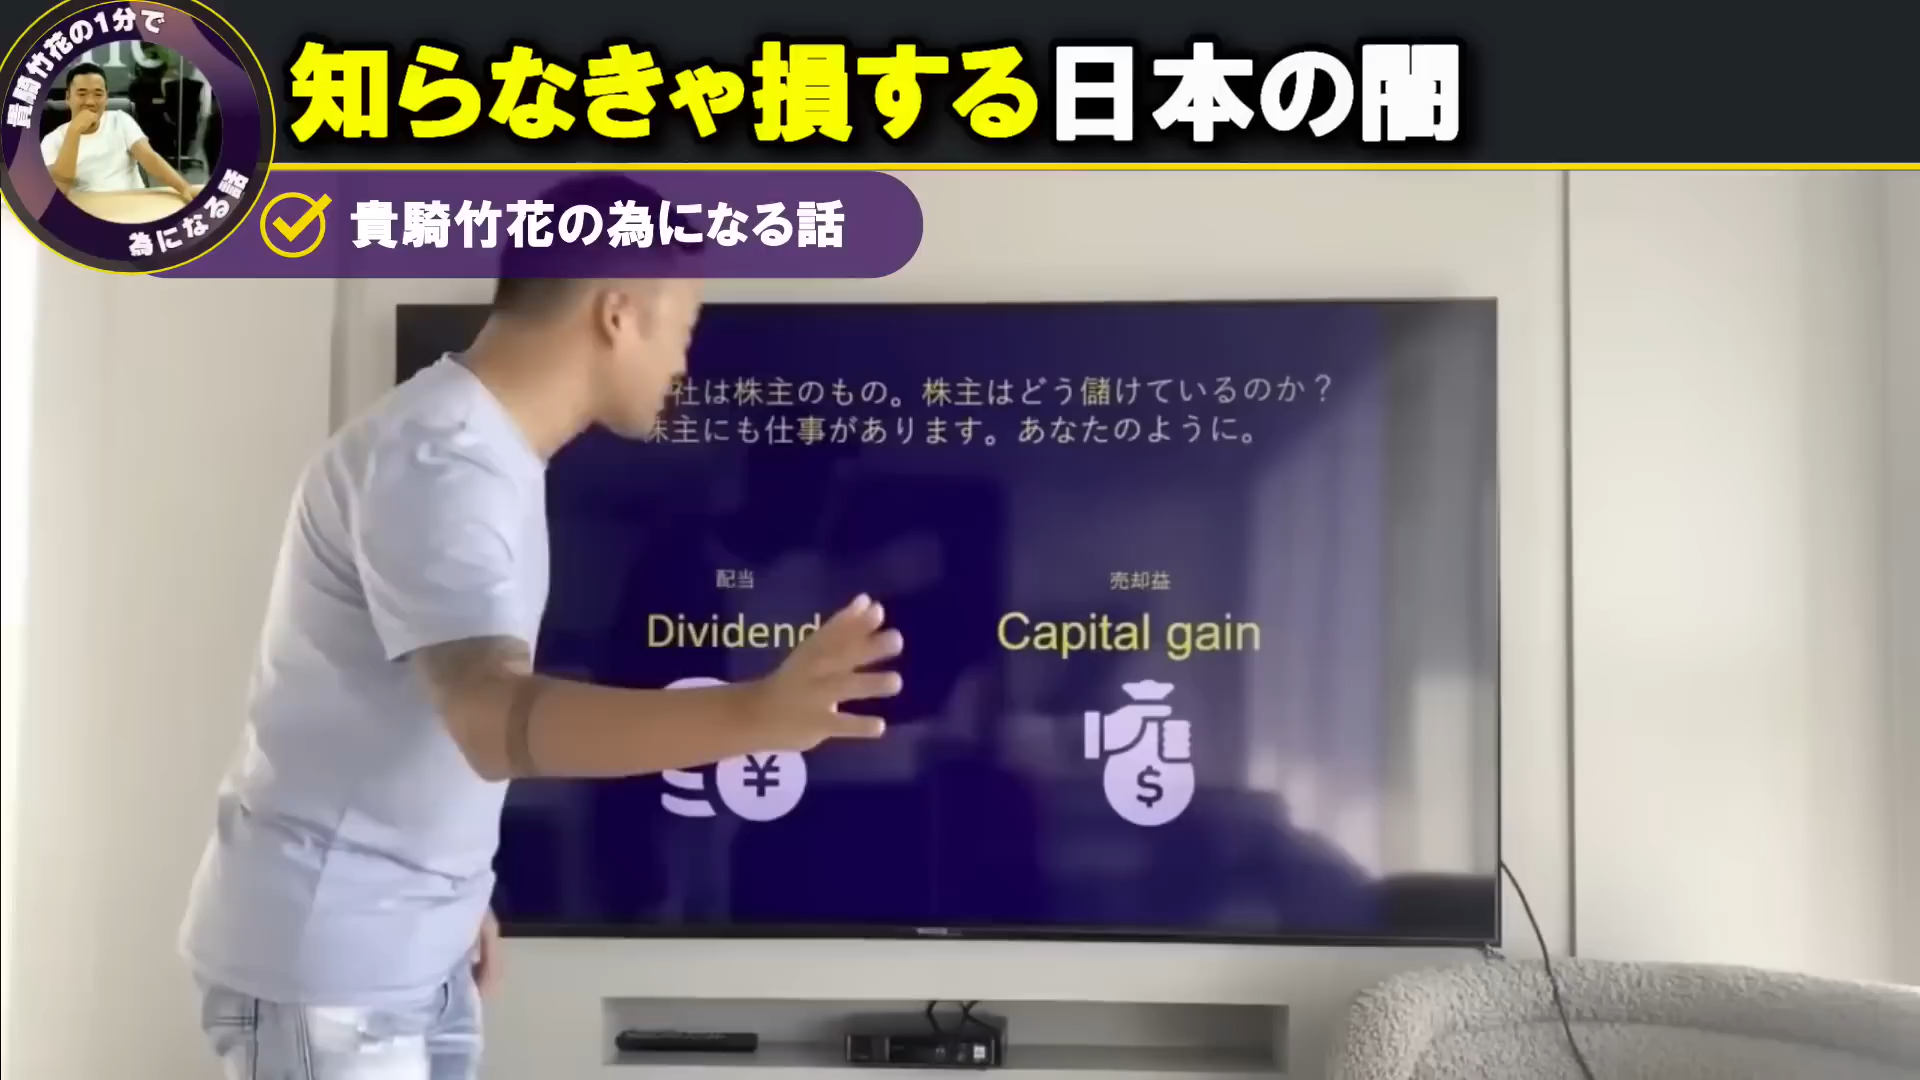 貴騎竹花の1分で
為になる話
知らなきゃ損する日本の闇
貴騎竹花の為になる話
社は株主のもの。株主はどう儲けているのか？
株主にも仕事があります。あなたのように。
配当
Dividend
売却益
Capital gain
¥
$